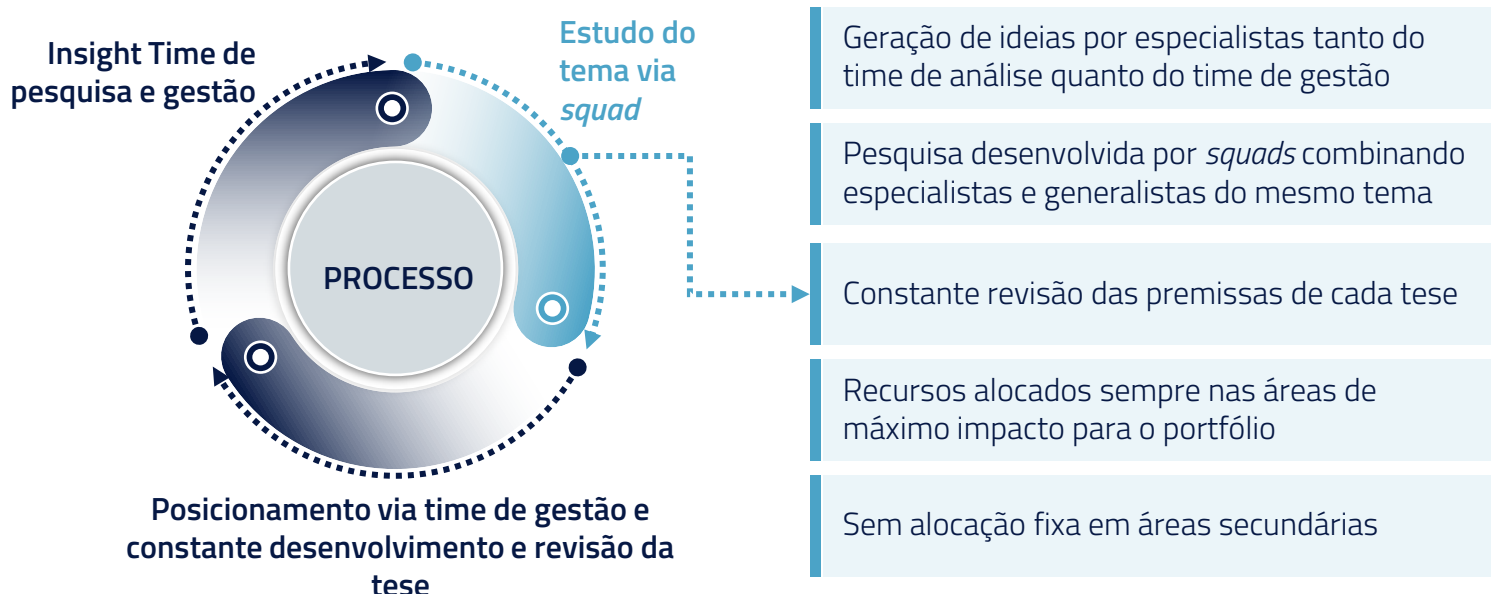 Insight Time de
pesquisa e gestão
Estudo do
tema via
squad
PROCESSO
Posicionamento via time de gestão e
constante desenvolvimento e revisão da
tese
Geração de ideias por especialistas tanto do
time de análise quanto do time de gestão
Pesquisa desenvolvida por squads combinando
especialistas e generalistas do mesmo tema
Constante revisão das premissas de cada tese
Recursos alocados sempre nas áreas de
máximo impacto para o portfólio
Sem alocação fixa em áreas secundárias